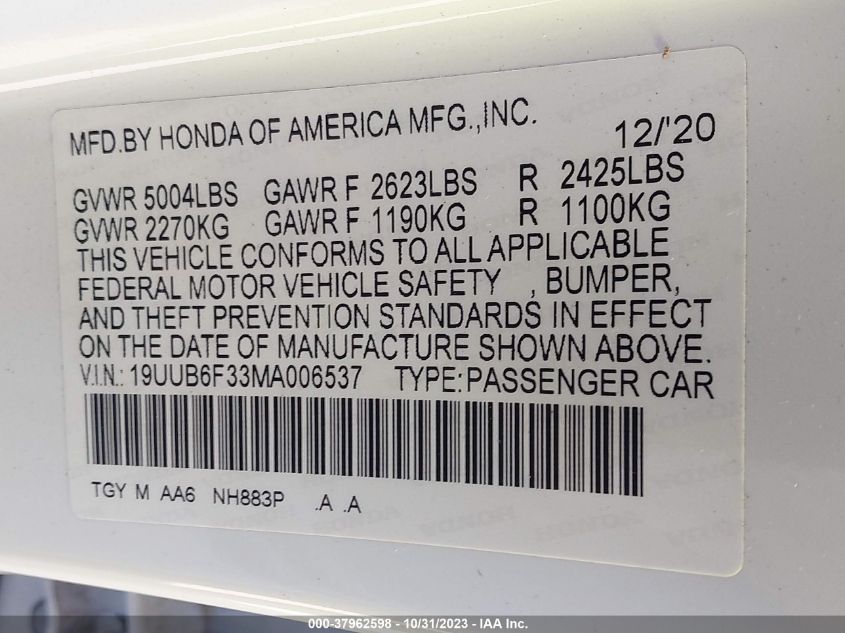 MFD.BY HONDA OF AMERICA MFG.,INC. 12/'20
GVWR 5004LBS GAWR F 2623LBS R 2425LBS
GVWR 2270KG GAWR F 1190KG R 1100KG
THIS VEHICLE CONFORMS TO ALL APPLICABLE
FEDERAL MOTOR VEHICLE SAFETY , BUMPER,
AND THEFT PREVENTION STANDARDS IN EFFECT
ON THE DATE OF MANUFACTURE SHOWN ABOVE.
V.I.N.: 19UUB6F33MA006537 TYPE:PASSENGER CAR
TGY M AA6 NH883P .A .A
000-37962598 - 10/31/2023 - IAA Inc.